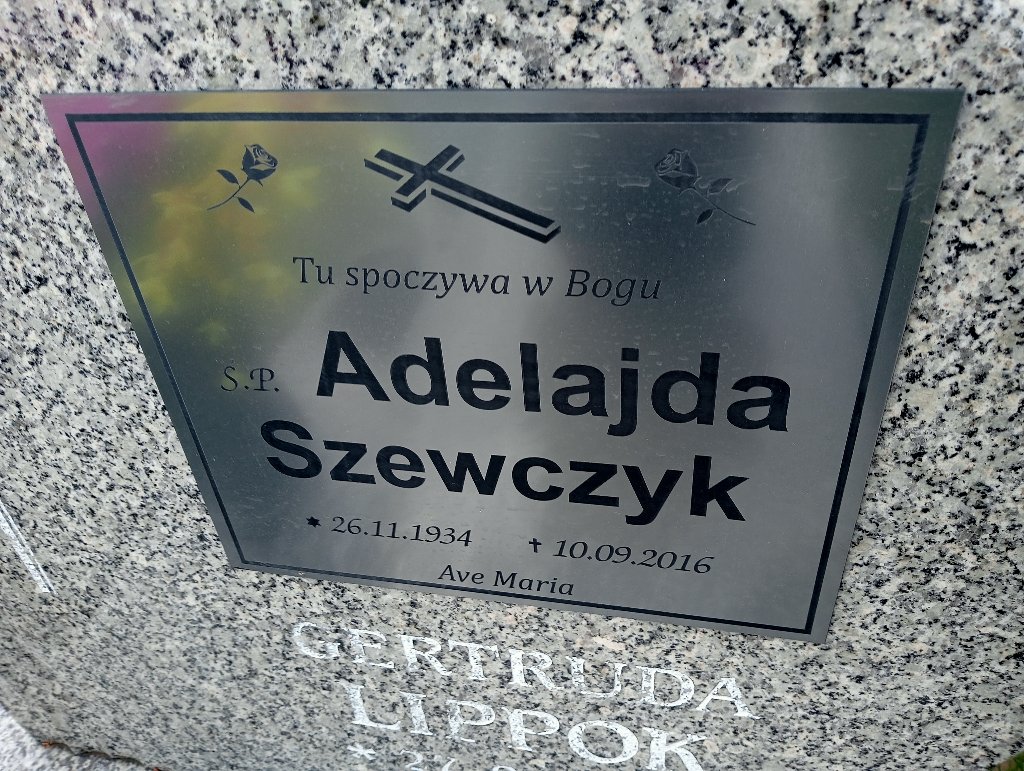 Tu spoczywa w Bogu
Ś.P. Adelajda
Szewczyk
* 26.11.1934 † 10.09.2016
Ave Maria
GERTRUDA
LIPPOK